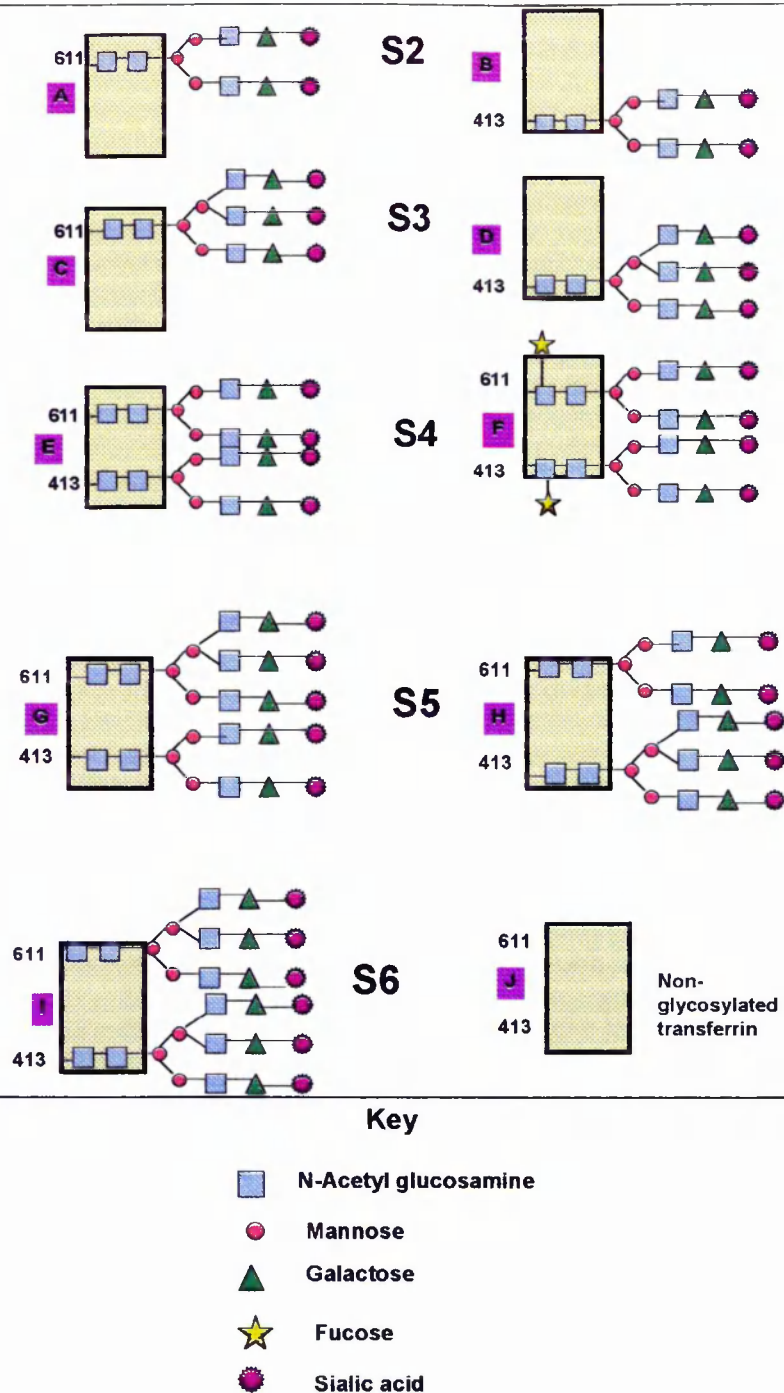 611
S2
A
B
413
611
S3
C
D
413
611
S4
611
E
F
413
413
611
S5
611
G
H
413
413
611
S6
611
I
J
Non-
glycosylated
transferrin
413
413
Key
N-Acetyl glucosamine
Mannose
Galactose
Fucose
Sialic acid